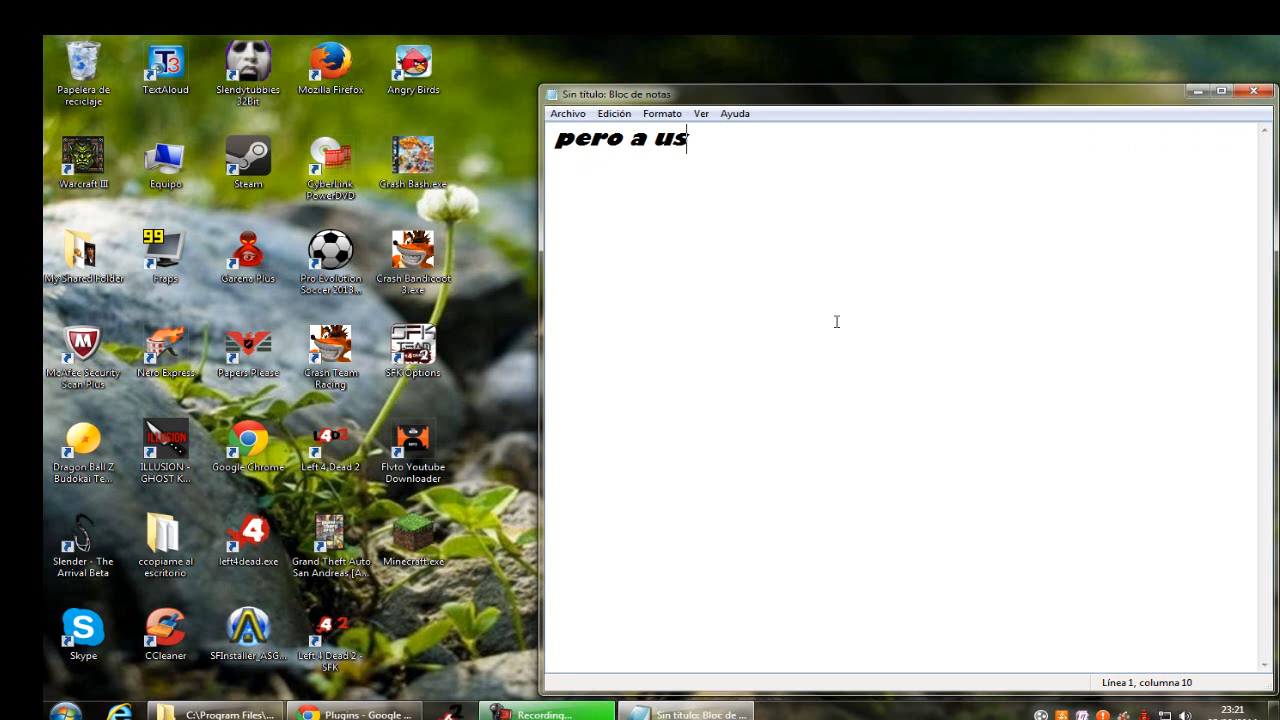 Papelera de
reciclaje
TextAloud
Slendytubbies
32Bit
Mozilla Firefox
Angry Birds
Warcraft III
Equipo
Steam
CyberLink
PowerDVD
Crash Bash.exe
My Shared Folder
99
Fraps
Garena Plus
Pro Evolution
Soccer 2013...
Crash Bandicoot
3.exe
McAfee Security
Scan Plus
Nero Express
Papers Please
Crash Team
Racing
SFK Options
Dragon Ball Z
Budokai Te...
ILLUSION -
GHOST K...
Google Chrome
Left 4 Dead 2
Flvto Youtube
Downloader
Slender - The
Arrival Beta
ccopiame al
escritorio
left4dead.exe
Grand Theft Auto
San Andreas [A...
Minecraft.exe
Skype
CCleaner
SFInstaller_ASG...
Left 4 Dead 2 -
SFK
Sin título: Bloc de notas
Archivo Edición Formato Ver Ayuda
pero a us
Línea 1, columna 10
C:\Program Files\...
Plugins - Google ...
Recording...
Sin título: Bloc de ...
23:21